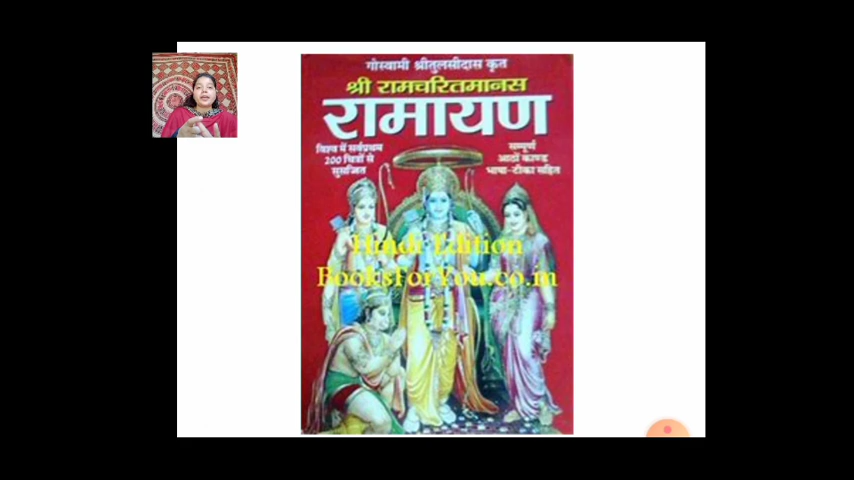 गोस्वामी श्रीतुलसीदास कृत
श्री रामचरितमानस
रामायण
विश्व में सर्वप्रथम
200 चित्रों से
सुसज्जित
सम्पूर्ण
आठों काण्ड
भाषा-टीका सहित
Hindi Edition
BooksForYou.co.in